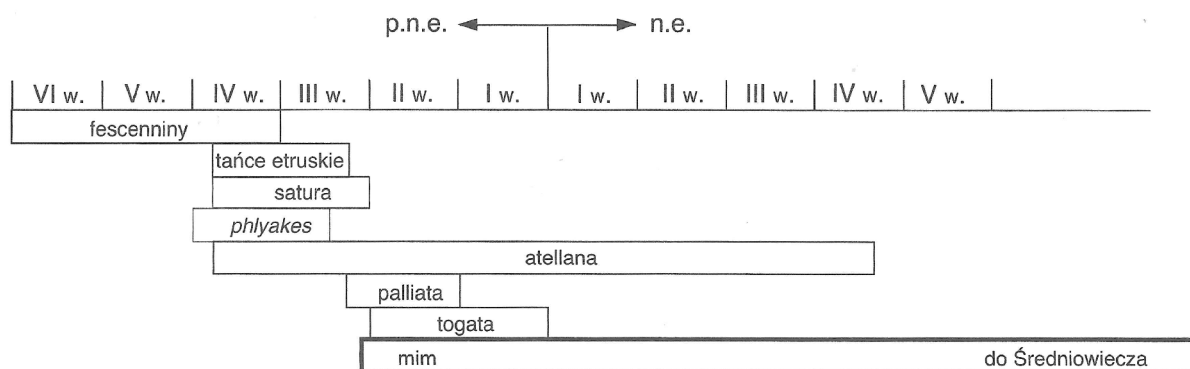 p.n.e. n.e.
VI w. V w. IV w. III w. II w. I w. I w. II w. III w. IV w. V w.
fescenniny
tańce etruskie
satura
phlyakes
atellana
palliata
togata
mim do Średniowiecza